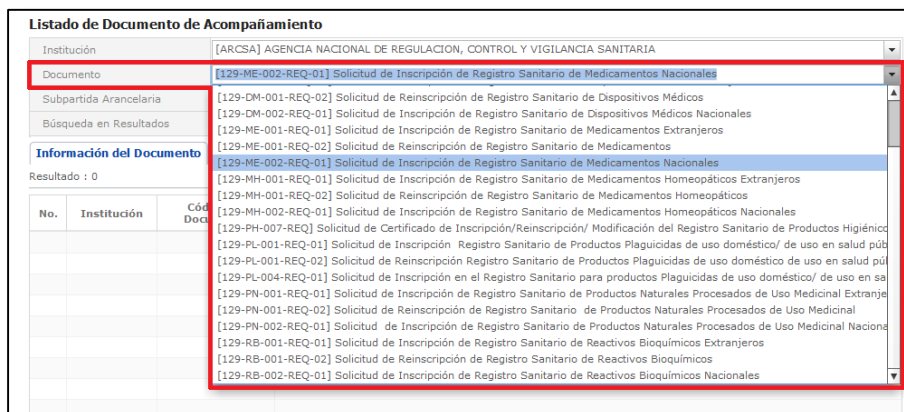 Listado de Documento de Acompañamiento
Institución [ARCSA] AGENCIA NACIONAL DE REGULACION, CONTROL Y VIGILANCIA SANITARIA
Documento [129-ME-002-REQ-01] Solicitud de Inscripción de Registro Sanitario de Medicamentos Nacionales
Subpartida Arancelaria
Búsqueda en Resultados
[129-DM-001-REQ-02] Solicitud de Reinscripción de Registro Sanitario de Dispositivos Médicos
[129-DM-002-REQ-01] Solicitud de Inscripción de Registro Sanitario de Dispositivos Médicos Nacionales
[129-ME-001-REQ-01] Solicitud de Inscripción de Registro Sanitario de Medicamentos Extranjeros
[129-ME-001-REQ-02] Solicitud de Reinscripción de Registro Sanitario de Medicamentos
[129-ME-002-REQ-01] Solicitud de Inscripción de Registro Sanitario de Medicamentos Nacionales
[129-MH-001-REQ-01] Solicitud de Inscripción de Registro Sanitario de Medicamentos Homeopáticos Extranjeros
[129-MH-001-REQ-02] Solicitud de Reinscripción de Registro Sanitario de Medicamentos Homeopáticos
[129-MH-002-REQ-01] Solicitud de Inscripción de Registro Sanitario de Medicamentos Homeopáticos Nacionales
[129-PH-007-REQ] Solicitud de Certificado de Inscripción/Reinscripción/ Modificación del Registro Sanitario de Productos Higiénico
[129-PL-001-REQ-01] Solicitud de Inscripción Registro Sanitario de Productos Plaguicidas de uso doméstico/ de uso en salud púb
[129-PL-001-REQ-02] Solicitud de Reinscripción Registro Sanitario de Productos Plaguicidas de uso doméstico de uso en salud púl
[129-PL-004-REQ-01] Solicitud de Inscripción en el Registro Sanitario para productos Plaguicidas de uso doméstico/ de uso en sa
[129-PN-001-REQ-01] Solicitud de Inscripción de Registro Sanitario de Productos Naturales Procesados de Uso Medicinal Extranje
[129-PN-001-REQ-02] Solicitud de Reinscripción de Registro Sanitario de Productos Naturales Procesados de Uso Medicinal
[129-PN-002-REQ-01] Solicitud de Inscripción de Registro Sanitario de Productos Naturales Procesados de Uso Medicinal Naciona
[129-RB-001-REQ-01] Solicitud de Inscripción de Registro Sanitario de Reactivos Bioquímicos Extranjeros
[129-RB-001-REQ-02] Solicitud de Reinscripción de Registro Sanitario de Reactivos Bioquímicos
[129-RB-002-REQ-01] Solicitud de Inscripción de Registro Sanitario de Reactivos Bioquímicos Nacionales
Información del Documento
Resultado : 0
No. Institución Cód
Docu